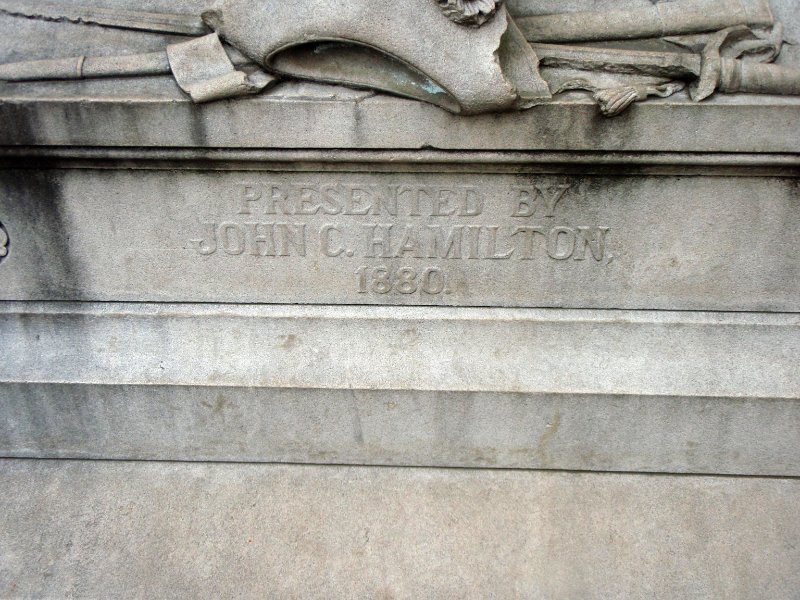 PRESENTED BY
JOHN C. HAMILTON,
1880.